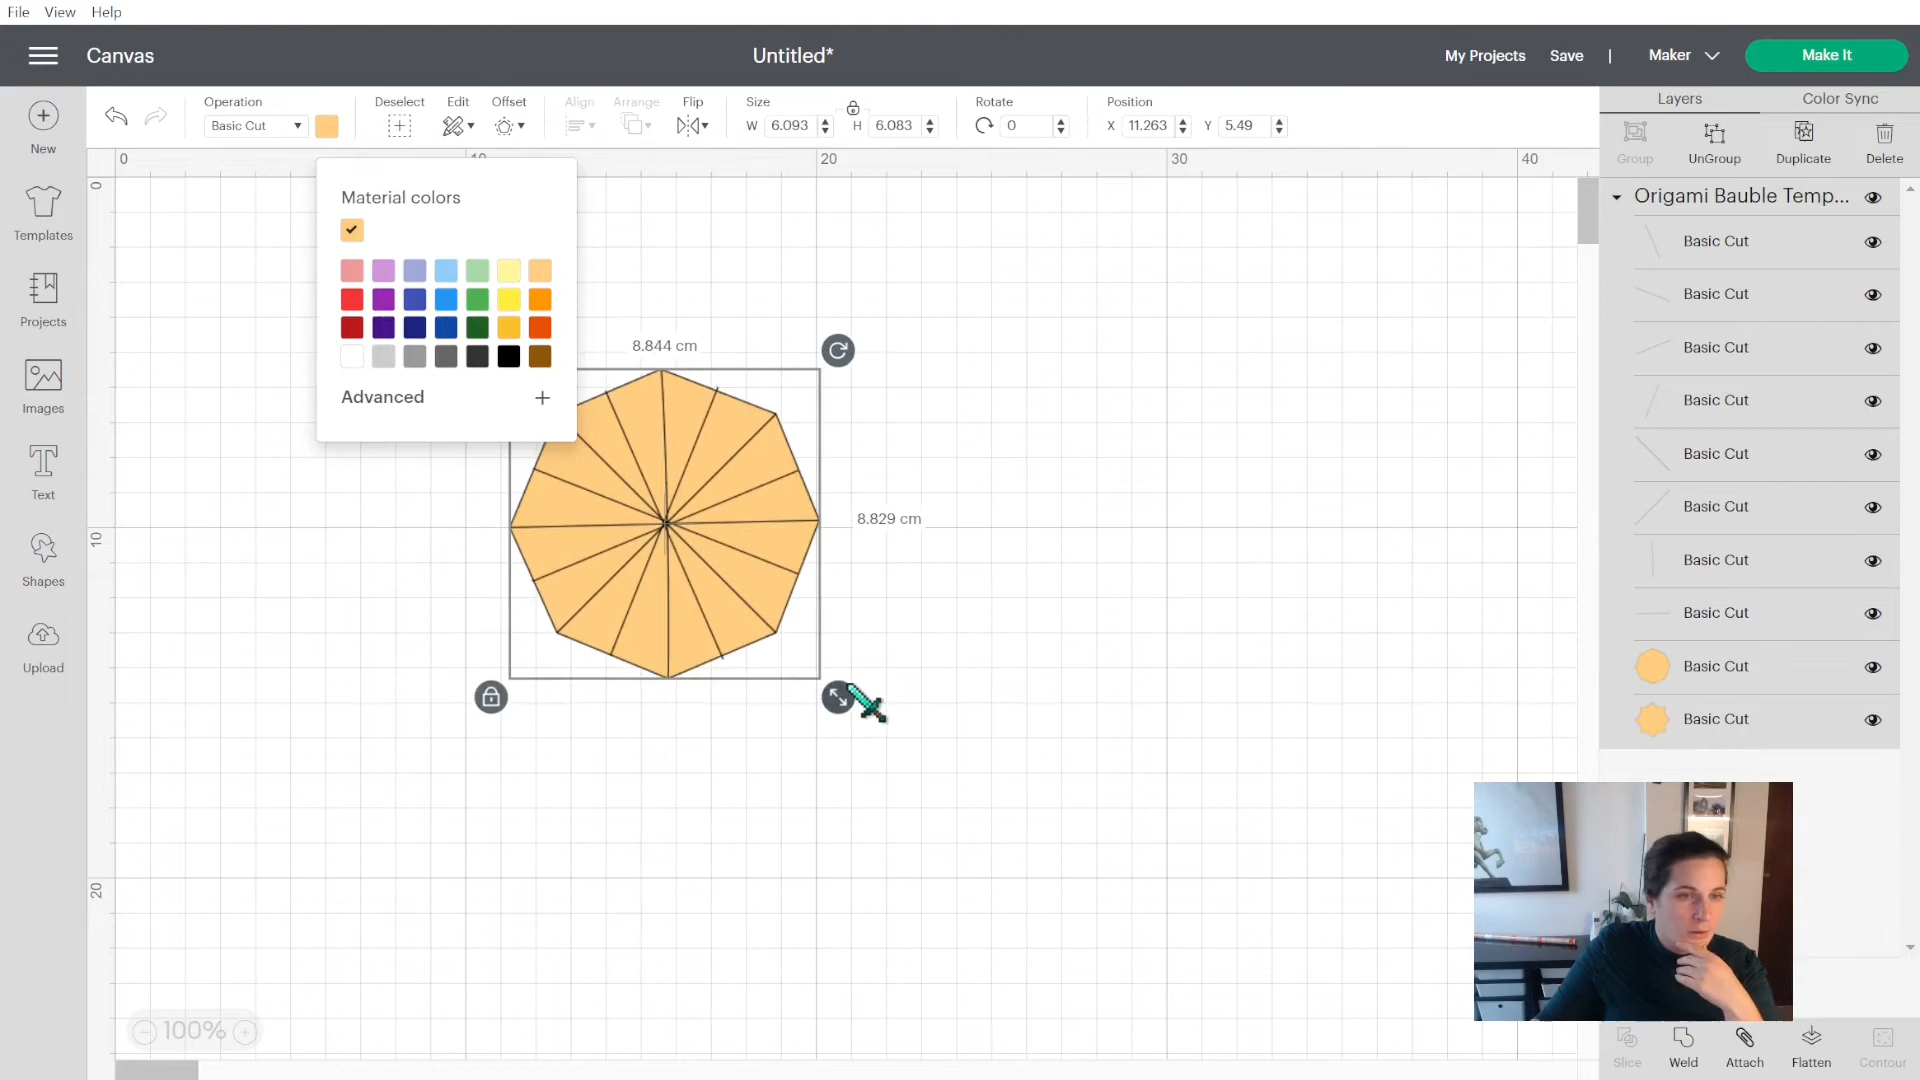 File View Help
Canvas
Untitled*
My Projects Save | Maker Make It
New
Templates
Projects
Images
Text
Shapes
Upload
Operation
Basic Cut
Deselect
Edit
Offset
Align
Arrange
Flip
Size
W 6.093 H 6.083
Rotate
0
Position
X 11.263 Y 5.49
0 10 20 30 40
0
10
20
Material colors
Advanced
8.844 cm
8.829 cm
100%
Layers Color Sync
Group UnGroup Duplicate Delete
Origami Bauble Temp...
Basic Cut
Basic Cut
Basic Cut
Basic Cut
Basic Cut
Basic Cut
Basic Cut
Basic Cut
Basic Cut
Basic Cut
Slice Weld Attach Flatten Contour